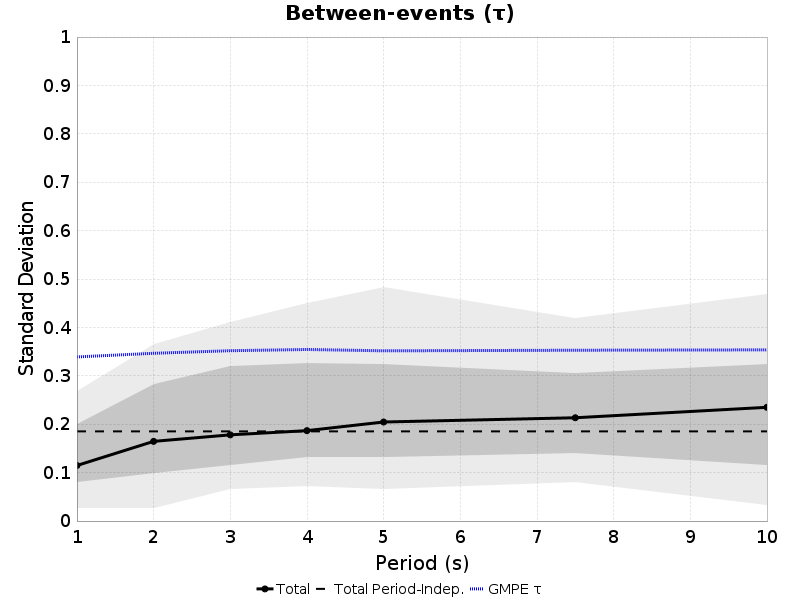 Between-events (τ)
Standard Deviation
1
0.9
0.8
0.7
0.6
0.5
0.4
0.3
0.2
0.1
0
1 2 3 4 5 6 7 8 9 10
Period (s)
Total Total Period-Indep. GMPE τ